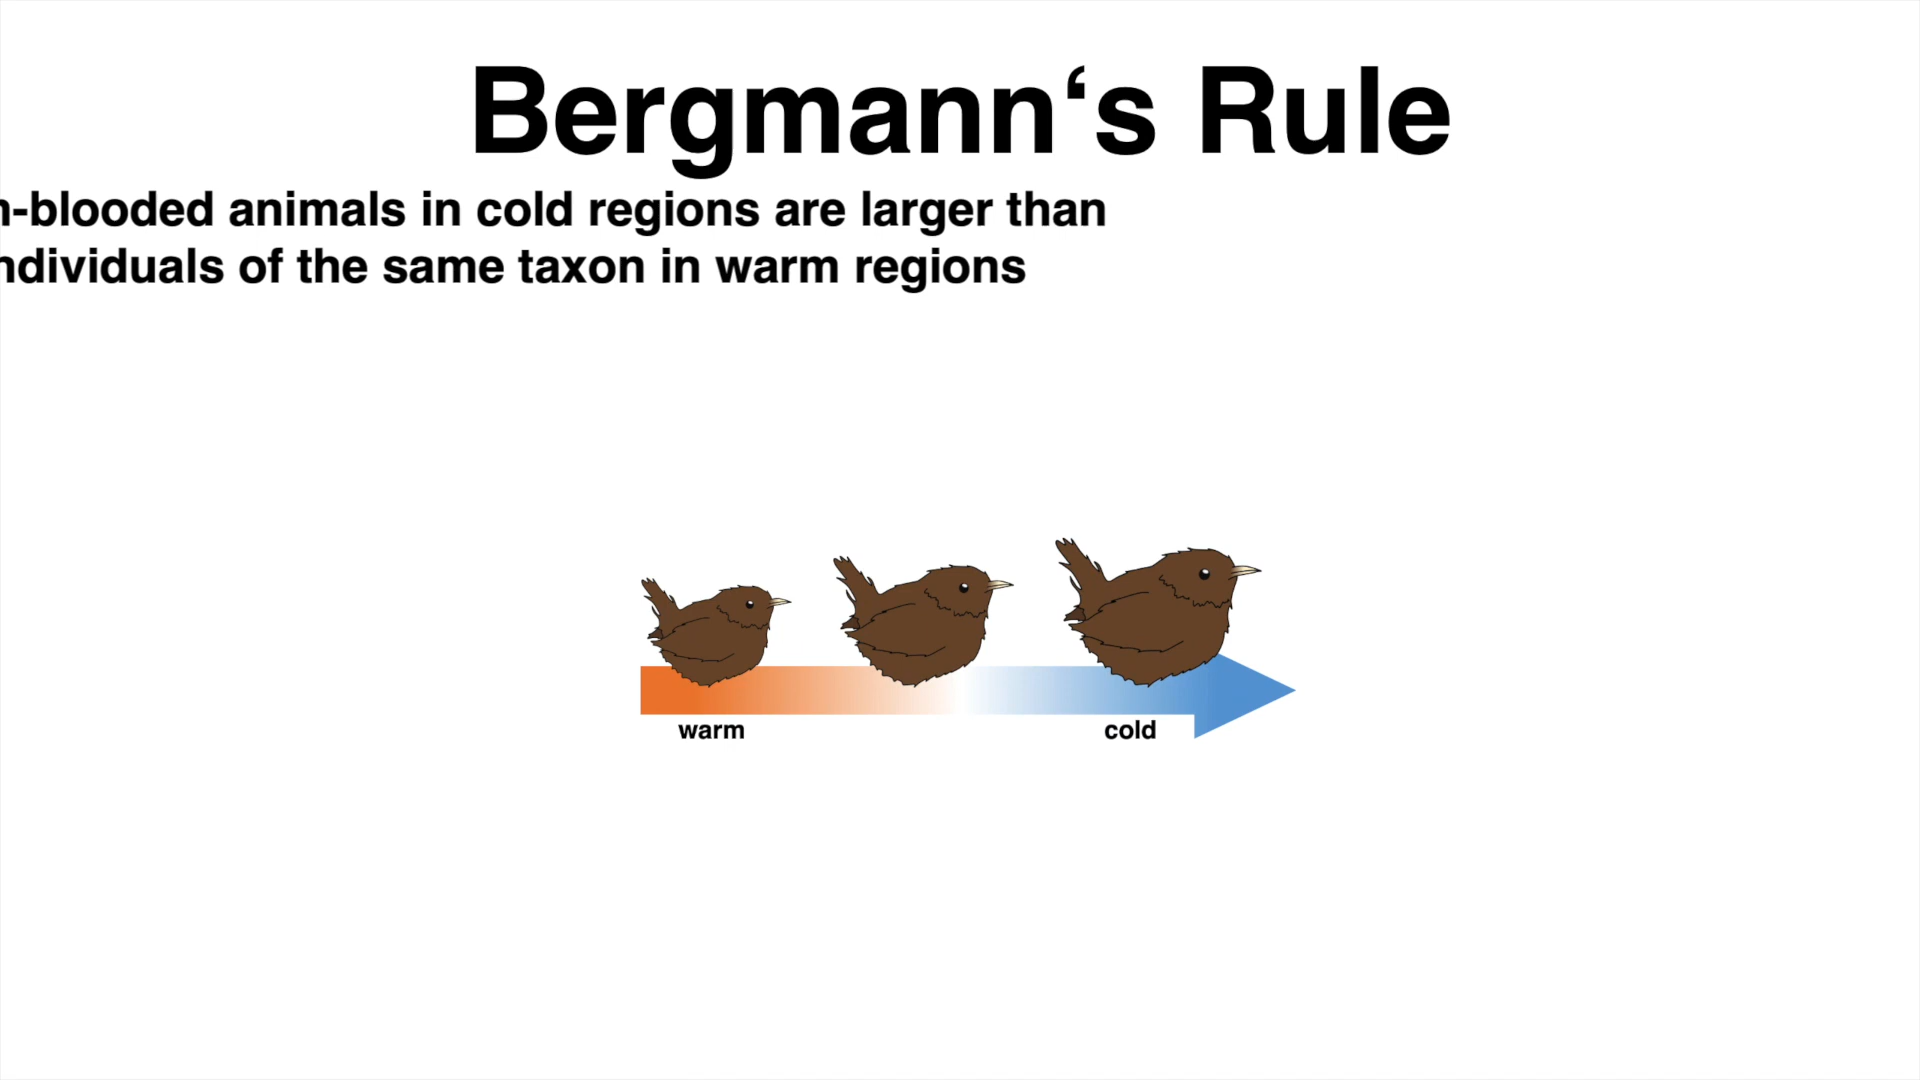 Bergmann‘s Rule
-blooded animals in cold regions are larger than
ndividuals of the same taxon in warm regions
warm
cold